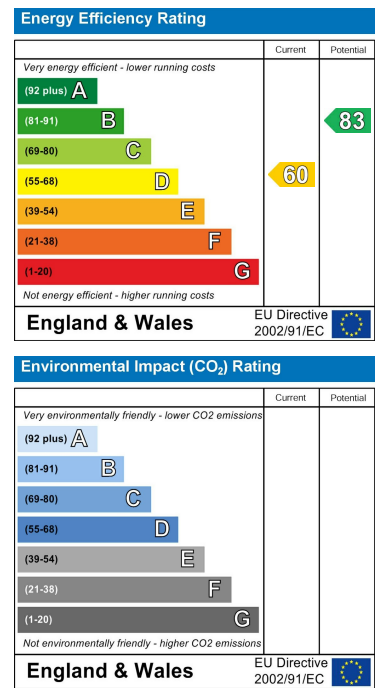 Energy Efficiency Rating
Current Potential
Very energy efficient - lower running costs
(92 plus) A
(81-91) B
83
(69-80) C
(55-68) D
60
(39-54) E
(21-38) F
(1-20) G
Not energy efficient - higher running costs
England & Wales
EU Directive
2002/91/EC
Environmental Impact (CO₂) Rating
Current Potential
Very environmentally friendly - lower CO2 emissions
(92 plus) A
(81-91) B
(69-80) C
(55-68) D
(39-54) E
(21-38) F
(1-20) G
Not environmentally friendly - higher CO2 emissions
England & Wales
EU Directive
2002/91/EC